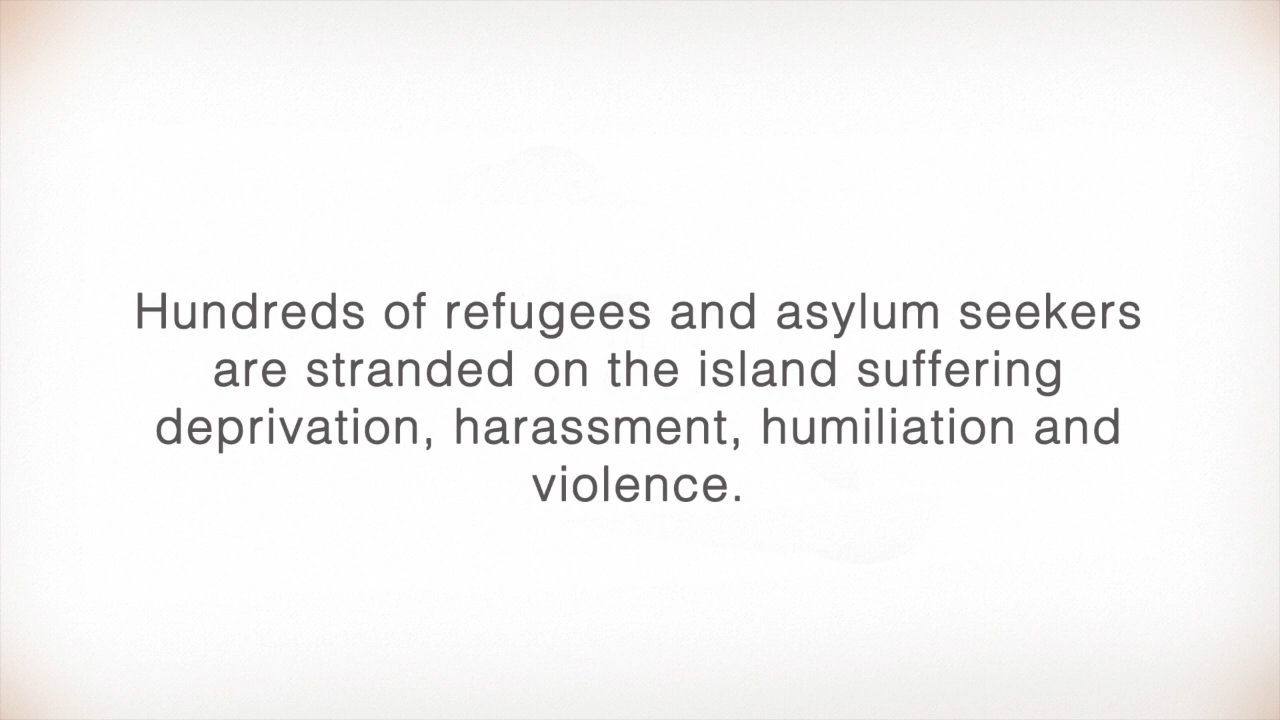 Hundreds of refugees and asylum seekers
are stranded on the island suffering
deprivation, harassment, humiliation and
violence.